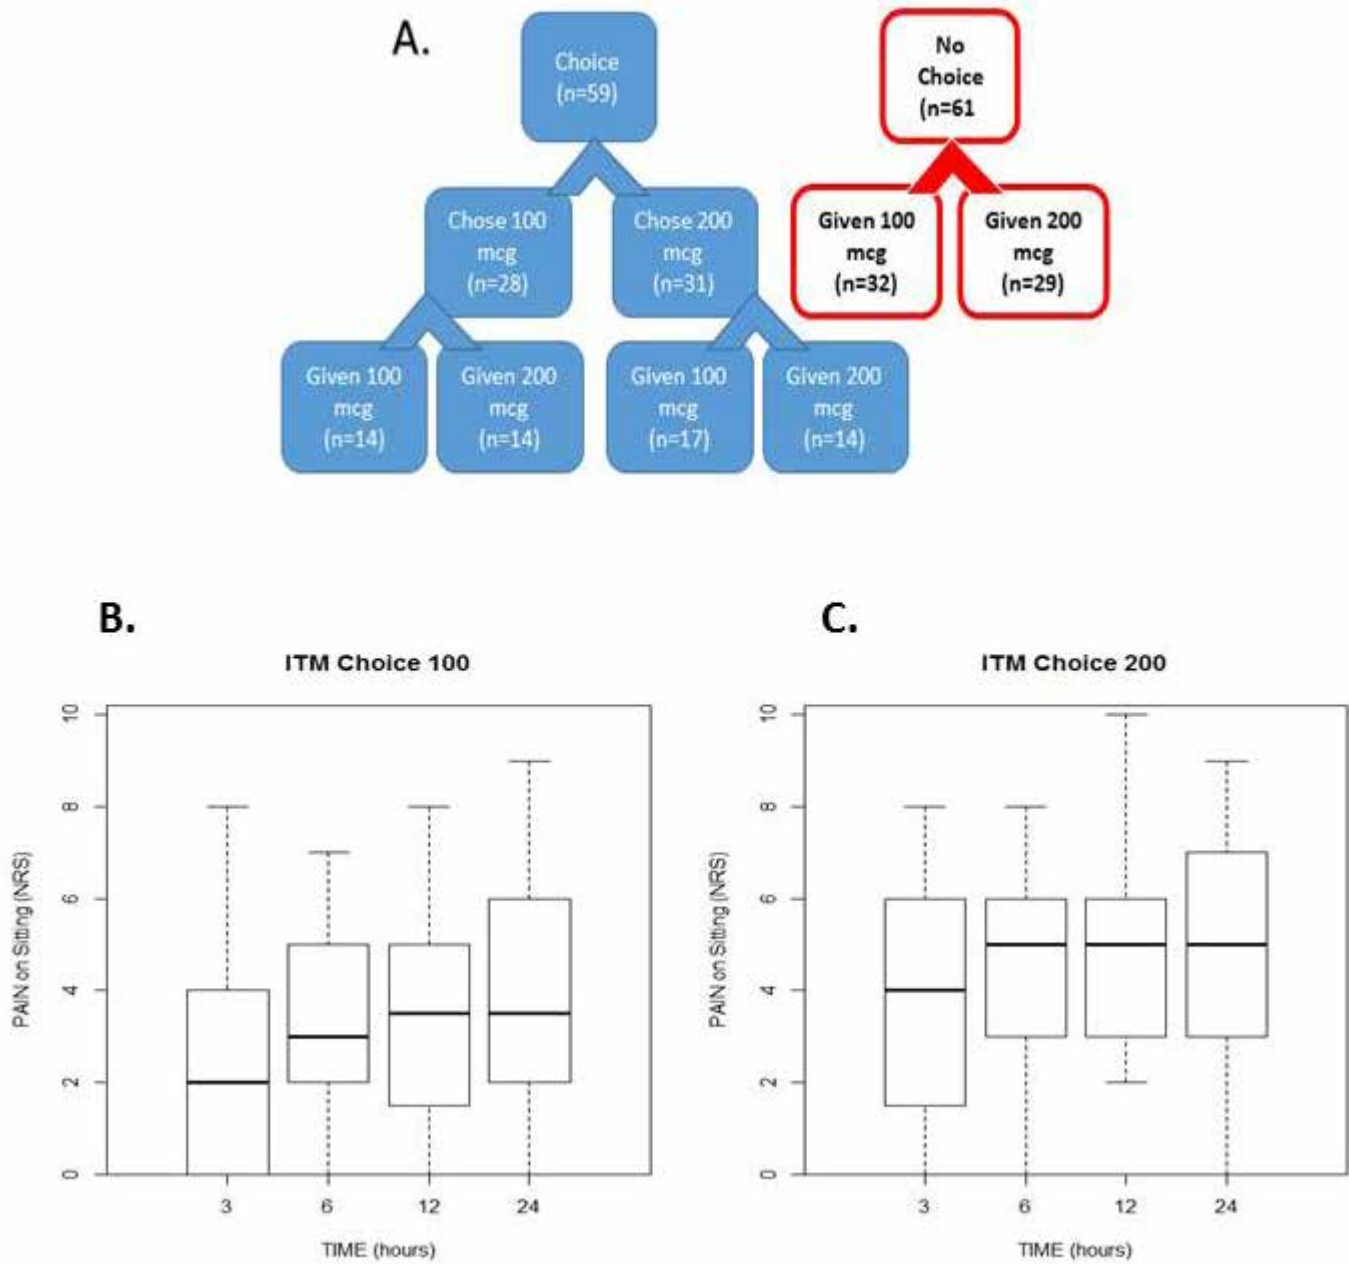 A.
Choice
(n=59)
No
Choice
(n=61
Chose 100
mcg
(n=28)
Chose 200
mcg
(n=31)
Given 100
mcg
(n=32)
Given 200
mcg
(n=29)
Given 100
mcg
(n=14)
Given 200
mcg
(n=14)
Given 100
mcg
(n=17)
Given 200
mcg
(n=14)
B.
ITM Choice 100
PAIN on Sitting (NRS)
10
8
6
4
2
0
3 6 12 24
TIME (hours)
C.
ITM Choice 200
PAIN on Sitting (NRS)
10
8
6
4
2
0
3 6 12 24
TIME (hours)